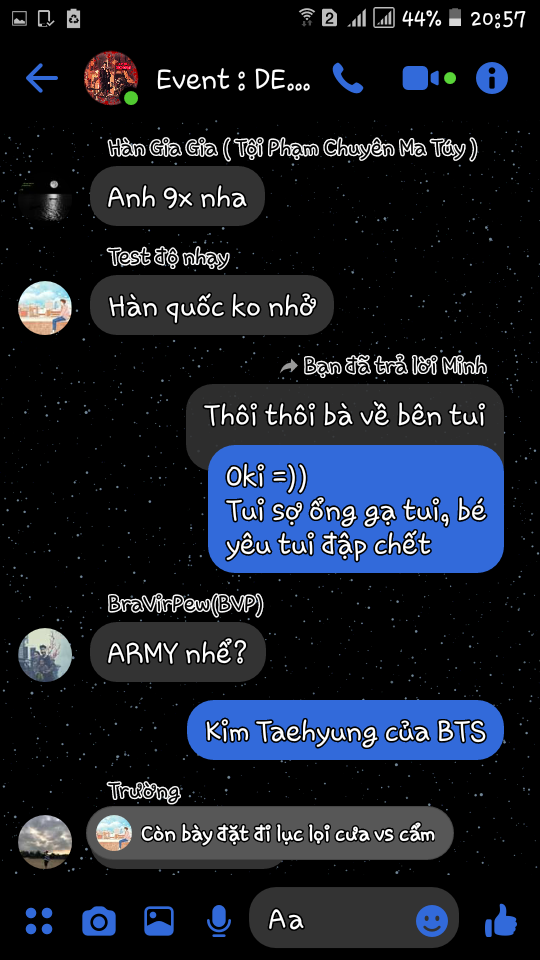 2 44% 20:57
Event : DE...
Hàn Gia Gia ( Tội Phạm Chuyên Ma Túy )
Anh 9x nha
Test độ nhạy
Hàn quốc ko nhở
Bạn đã trả lời Minh
Thôi thôi bà về bên tui
Oki =))
Tui sợ ổng gạ tui, bé
yêu tui đập chết
BraVirPew(BVP)
ARMY nhể?
Kim Taehyung của BTS
Trường
Còn bày đặt đi lục lọi cưa vs cẩm
Aa